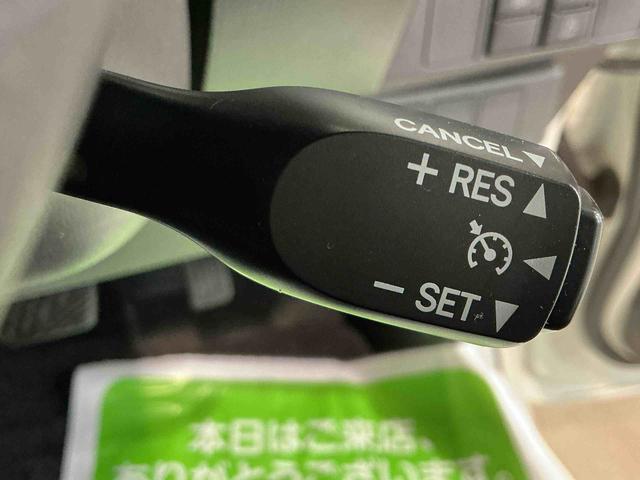 CANCEL▼
+ RES ▲
◀
− SET ▼
本日はご来店、
ありがとうございます。